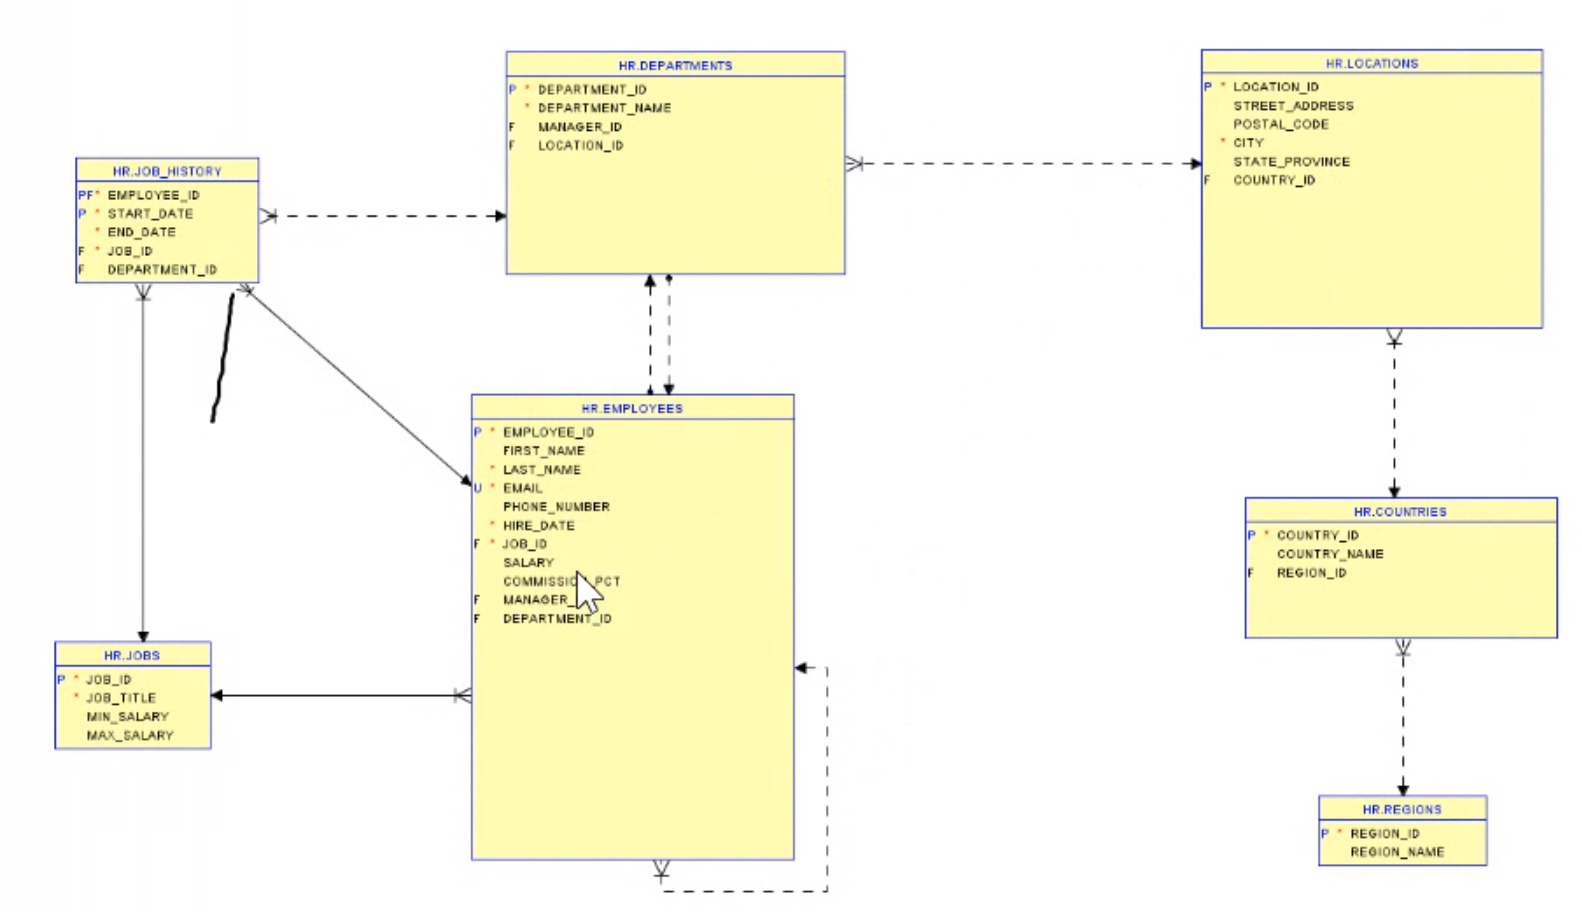 HR.DEPARTMENTS
P * DEPARTMENT_ID
* DEPARTMENT_NAME
F MANAGER_ID
F LOCATION_ID
HR.LOCATIONS
P * LOCATION_ID
STREET_ADDRESS
POSTAL_CODE
* CITY
STATE_PROVINCE
F COUNTRY_ID
HR.JOB_HISTORY
PF* EMPLOYEE_ID
P * START_DATE
* END_DATE
F * JOB_ID
F DEPARTMENT_ID
HR.EMPLOYEES
P * EMPLOYEE_ID
FIRST_NAME
* LAST_NAME
U * EMAIL
PHONE_NUMBER
* HIRE_DATE
F * JOB_ID
SALARY
COMMISSION_PCT
F MANAGER_
F DEPARTMENT_ID
HR.COUNTRIES
P * COUNTRY_ID
COUNTRY_NAME
F REGION_ID
HR.JOBS
P * JOB_ID
* JOB_TITLE
MIN_SALARY
MAX_SALARY
HR.REGIONS
P * REGION_ID
REGION_NAME